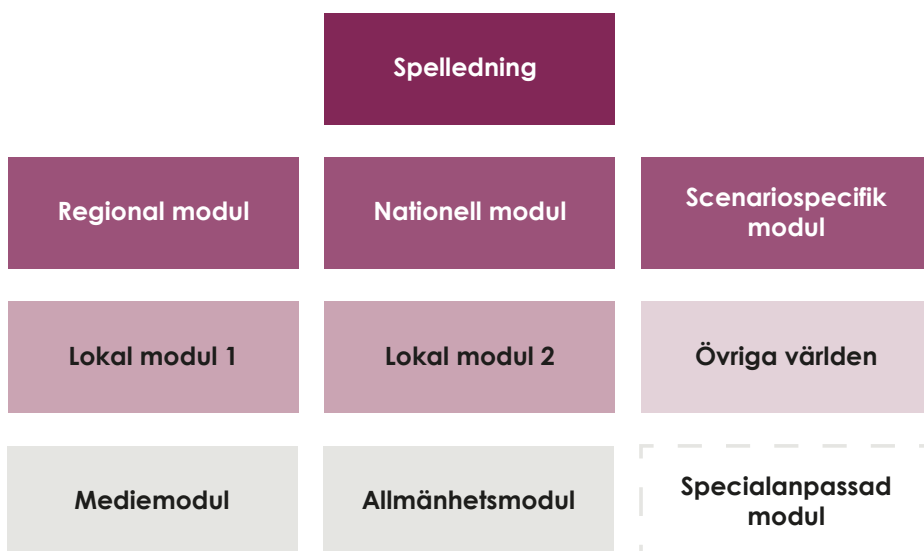 Spelledning
Regional modul
Nationell modul
Scenariospecifik
modul
Lokal modul 1
Lokal modul 2
Övriga världen
Mediemodul
Allmänhetsmodul
Specialanpassad
modul